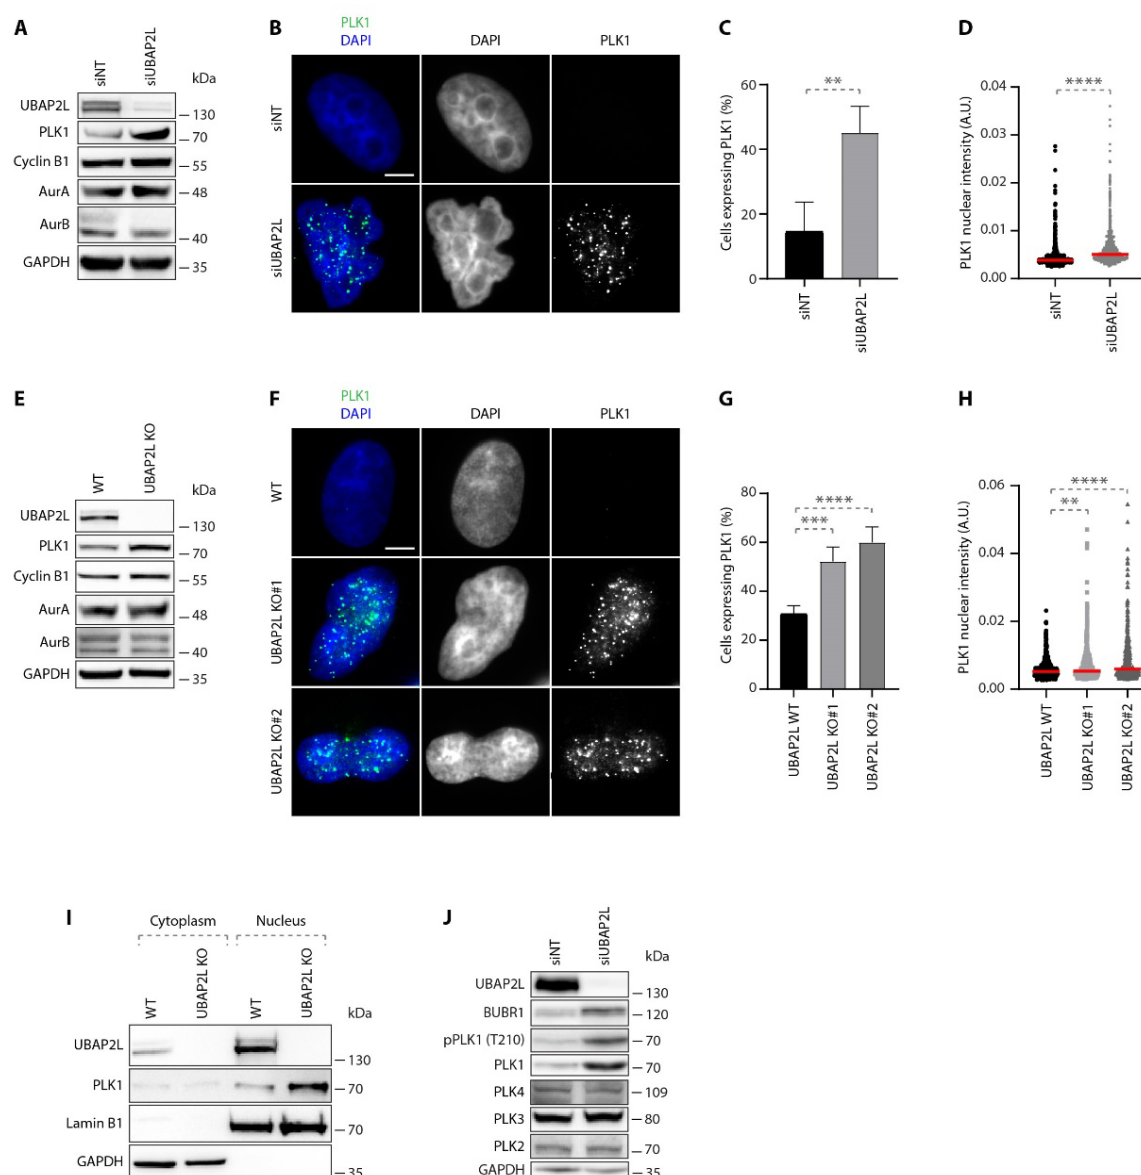 A
siNT
siUBAP2L
kDa
UBAP2L
130
PLK1
70
Cyclin B1
55
AurA
48
AurB
40
GAPDH
35
B
PLK1
DAPI
DAPI
PLK1
siNT
siUBAP2L
C
Cells expressing PLK1 (%)
60
40
20
0
**
siNT
siUBAP2L
D
PLK1 nuclear intensity (A.U.)
0.04
0.03
0.02
0.01
0.00
****
siNT
siUBAP2L
E
WT
UBAP2L KO
kDa
UBAP2L
130
PLK1
70
Cyclin B1
55
AurA
48
AurB
40
GAPDH
35
F
PLK1
DAPI
DAPI
PLK1
WT
UBAP2L KO#1
UBAP2L KO#2
G
Cells expressing PLK1 (%)
80
60
40
20
0
****
***
UBAP2L WT
UBAP2L KO#1
UBAP2L KO#2
H
PLK1 nuclear intensity (A.U.)
0.06
0.04
0.02
0.00
****
**
UBAP2L WT
UBAP2L KO#1
UBAP2L KO#2
I
Cytoplasm Nucleus
WT
UBAP2L KO
WT
UBAP2L KO
kDa
UBAP2L
130
PLK1
70
Lamin B1
70
GAPDH
35
J
siNT
siUBAP2L
kDa
UBAP2L
130
BUBR1
120
pPLK1 (T210)
70
PLK1
70
PLK4
109
PLK3
80
PLK2
70
GAPDH
35